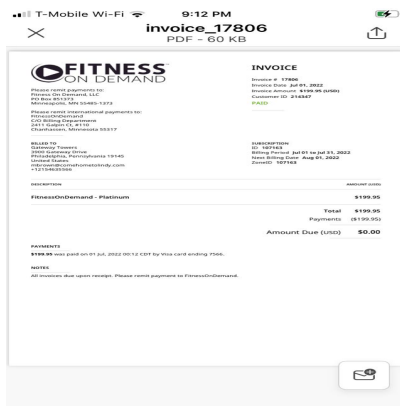 T-Mobile Wi-Fi 9:12 PM
invoice_17806
PDF - 60 KB
FITNESS
ON DEMAND
Please remit payments to:
Fitness On Demand, LLC
PO Box 851373
Minneapolis, MN 55485-1373
Please remit international payments to:
FitnessOnDemand
C/O Billing Department
2411 Galpin Ct, #110
Chanhassen, Minnesota 55317
INVOICE
Invoice # 17806
Invoice Date Jul 01, 2022
Invoice Amount $199.95 (USD)
Customer ID 216347
PAID
BILLED TO
Gateway Towers
3900 Gateway Drive
Philadelphia, Pennsylvania 19145
United States
mbrown@comehometolindy.com
+12154635566
SUBSCRIPTION
ID 107163
Billing Period Jul 01 to Jul 31, 2022
Next Billing Date Aug 01, 2022
ZoneID 107163
DESCRIPTION AMOUNT (USD)
FitnessOnDemand - Platinum $199.95
Total $199.95
Payments ($199.95)
Amount Due (USD) $0.00
PAYMENTS
$199.95 was paid on 01 Jul, 2022 00:12 CDT by Visa card ending 7566.
NOTES
All invoices due upon receipt. Please remit payment to FitnessOnDemand.